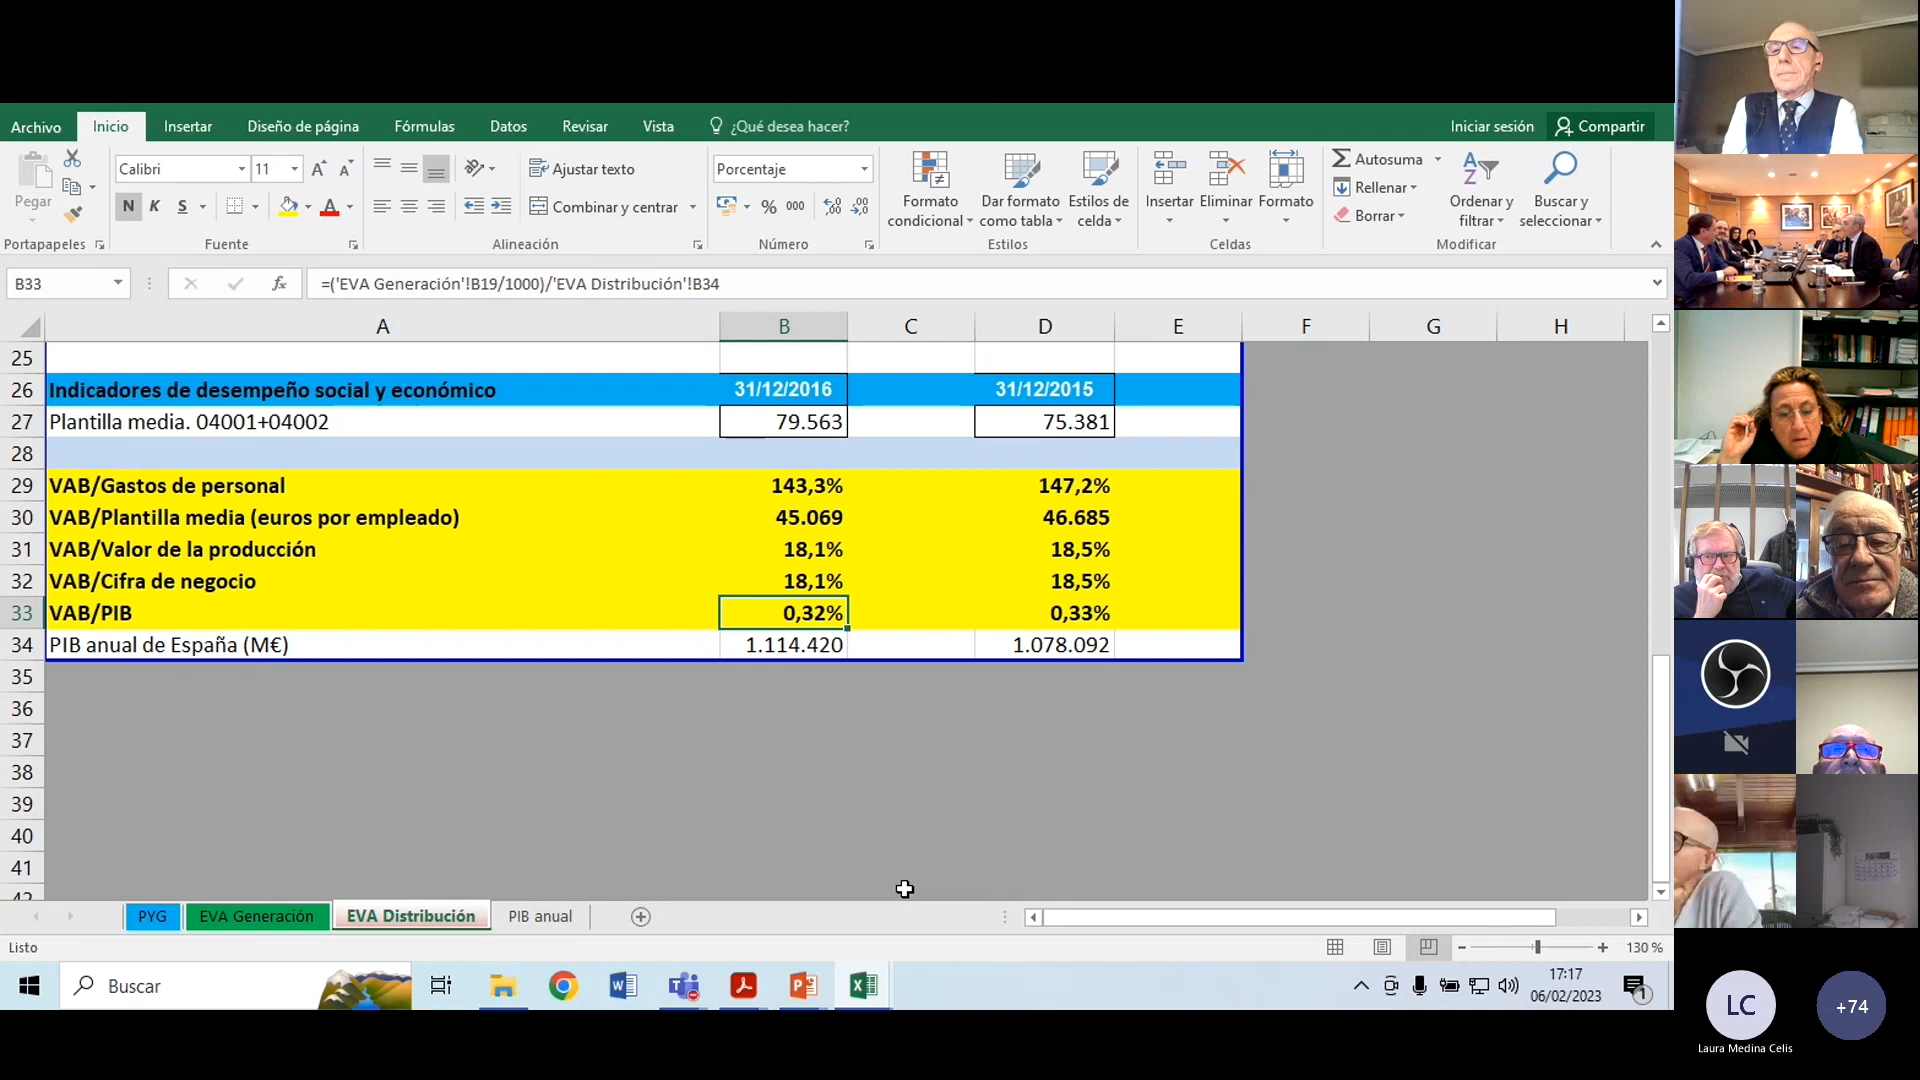 Archivo Inicio Insertar Diseño de página Fórmulas Datos Revisar Vista ¿Qué desea hacer? Iniciar sesión Compartir
Pegar Calibri 11 Ajustar texto Porcentaje Autosuma
N K S Combinar y centrar % 000 Formato condicional Dar formato como tabla Estilos de celda Insertar Eliminar Formato Rellenar Borrar Ordenar y filtrar Buscar y seleccionar
Portapapeles Fuente Alineación Número Estilos Celdas Modificar
B33 fx =('EVA Generación'!B19/1000)/'EVA Distribución'!B34
A B C D E F G H
25
26 Indicadores de desempeño social y económico 31/12/2016 31/12/2015
27 Plantilla media. 04001+04002 79.563 75.381
28
29 VAB/Gastos de personal 143,3% 147,2%
30 VAB/Plantilla media (euros por empleado) 45.069 46.685
31 VAB/Valor de la producción 18,1% 18,5%
32 VAB/Cifra de negocio 18,1% 18,5%
33 VAB/PIB 0,32% 0,33%
34 PIB anual de España (M€) 1.114.420 1.078.092
35
36
37
38
39
40
41
42
PYG EVA Generación EVA Distribución PIB anual
Listo 130 %
Buscar 17:17
06/02/2023 1
LC +74
Laura Medina Celis